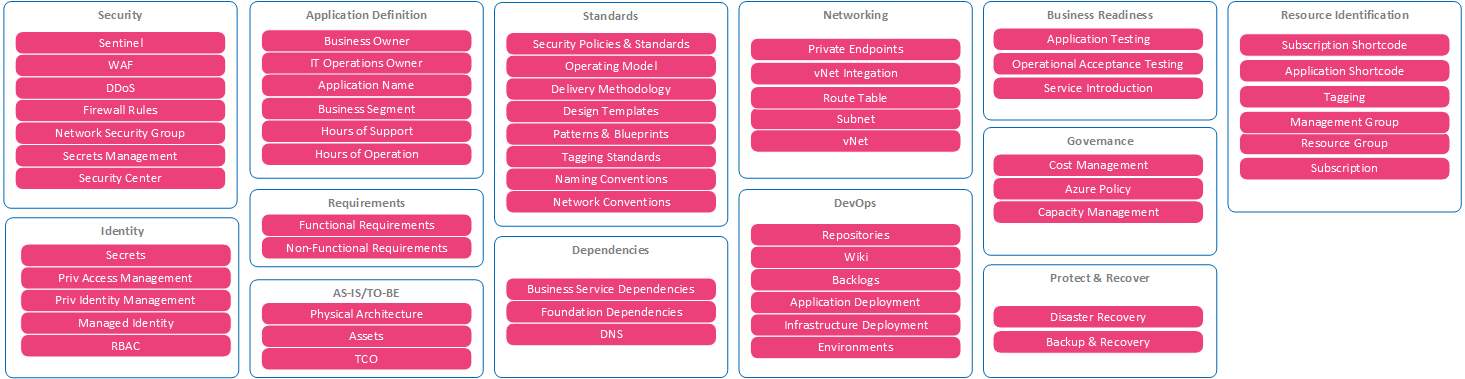 Security
Sentinel
WAF
DDoS
Firewall Rules
Network Security Group
Secrets Management
Security Center
Identity
Secrets
Priv Access Management
Priv Identity Management
Managed Identity
RBAC
Application Definition
Business Owner
IT Operations Owner
Application Name
Business Segment
Hours of Support
Hours of Operation
Requirements
Functional Requirements
Non-Functional Requirements
AS-IS/TO-BE
Physical Architecture
Assets
TCO
Standards
Security Policies & Standards
Operating Model
Delivery Methodology
Design Templates
Patterns & Blueprints
Tagging Standards
Naming Conventions
Network Conventions
Dependencies
Business Service Dependencies
Foundation Dependencies
DNS
Networking
Private Endpoints
vNet Integation
Route Table
Subnet
vNet
DevOps
Repositories
Wiki
Backlogs
Application Deployment
Infrastructure Deployment
Environments
Business Readiness
Application Testing
Operational Acceptance Testing
Service Introduction
Governance
Cost Management
Azure Policy
Capacity Management
Protect & Recover
Disaster Recovery
Backup & Recovery
Resource Identification
Subscription Shortcode
Application Shortcode
Tagging
Management Group
Resource Group
Subscription